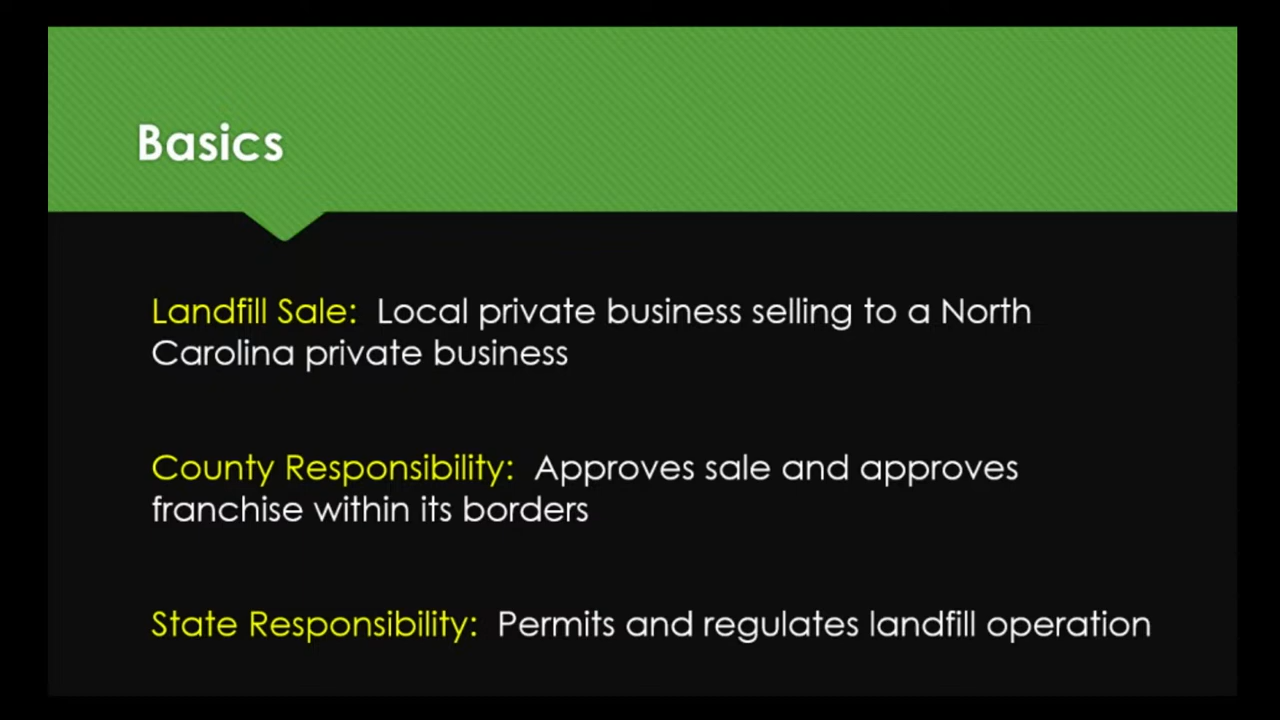 Basics
Landfill Sale: Local private business selling to a North
Carolina private business
County Responsibility: Approves sale and approves
franchise within its borders
State Responsibility: Permits and regulates landfill operation